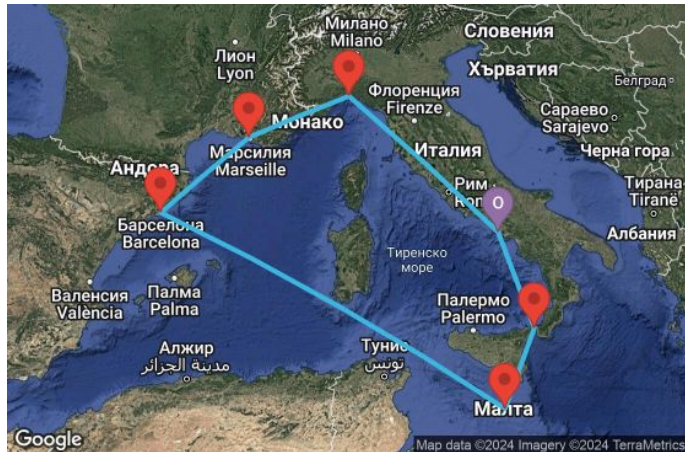 Милано
Milano
Словения
Лион
Lyon
Хърватия
Флоренция
Firenze
Белград
Монако
Сараево
Sarajevo
Марсилия
Marseille
Италия
Черна гора
Андора
Рим
Тирана
Tiranë
O
Барселона
Barcelona
Албания
Тиренско
море
Палма
Palma
Валенсия
València
Палермо
Palermo
Алжир
مدينة الجزائر
Тунис
تونس
Малта
Google
Map data ©2024 Imagery ©2024 TerraMetrics